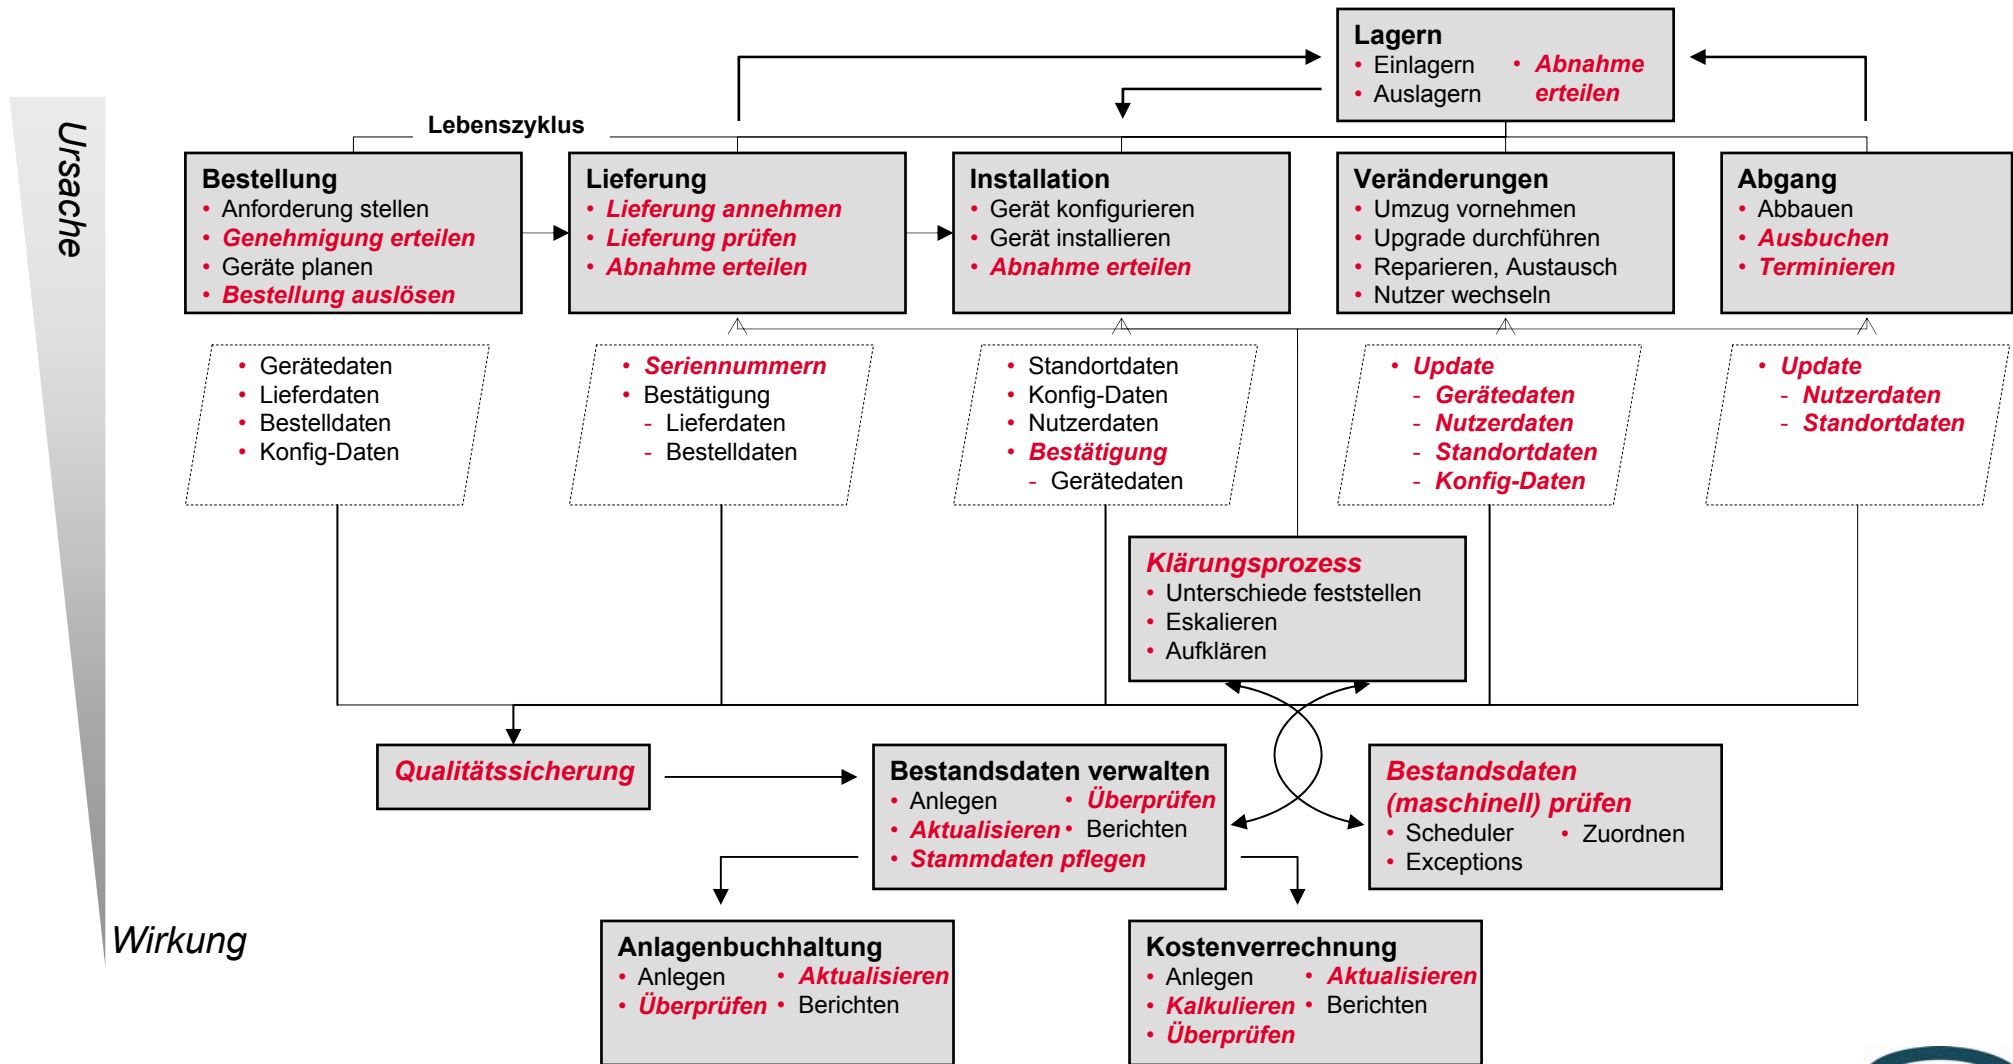 Ursache
Wirkung
Lebenszyklus
Lagern
• Einlagern
• Auslagern
• Abnahme
erteilen
Bestellung
• Anforderung stellen
• Genehmigung erteilen
• Geräte planen
• Bestellung auslösen
Lieferung
• Lieferung annehmen
• Lieferung prüfen
• Abnahme erteilen
Installation
• Gerät konfigurieren
• Gerät installieren
• Abnahme erteilen
Veränderungen
• Umzug vornehmen
• Upgrade durchführen
• Reparieren, Austausch
• Nutzer wechseln
Abgang
• Abbauen
• Ausbuchen
• Terminieren
• Gerätedaten
• Lieferdaten
• Bestelldaten
• Konfig-Daten
• Seriennummern
• Bestätigung
- Lieferdaten
- Bestelldaten
• Standortdaten
• Konfig-Daten
• Nutzerdaten
• Bestätigung
- Gerätedaten
• Update
- Gerätedaten
- Nutzerdaten
- Standortdaten
- Konfig-Daten
• Update
- Nutzerdaten
- Standortdaten
Klärungsprozess
• Unterschiede feststellen
• Eskalieren
• Aufklären
Qualitätssicherung
Bestandsdaten verwalten
• Anlegen • Überprüfen
• Aktualisieren • Berichten
• Stammdaten pflegen
Bestandsdaten
(maschinell) prüfen
• Scheduler • Zuordnen
• Exceptions
Anlagenbuchhaltung
• Anlegen • Aktualisieren
• Überprüfen • Berichten
Kostenverrechnung
• Anlegen • Aktualisieren
• Kalkulieren • Berichten
• Überprüfen